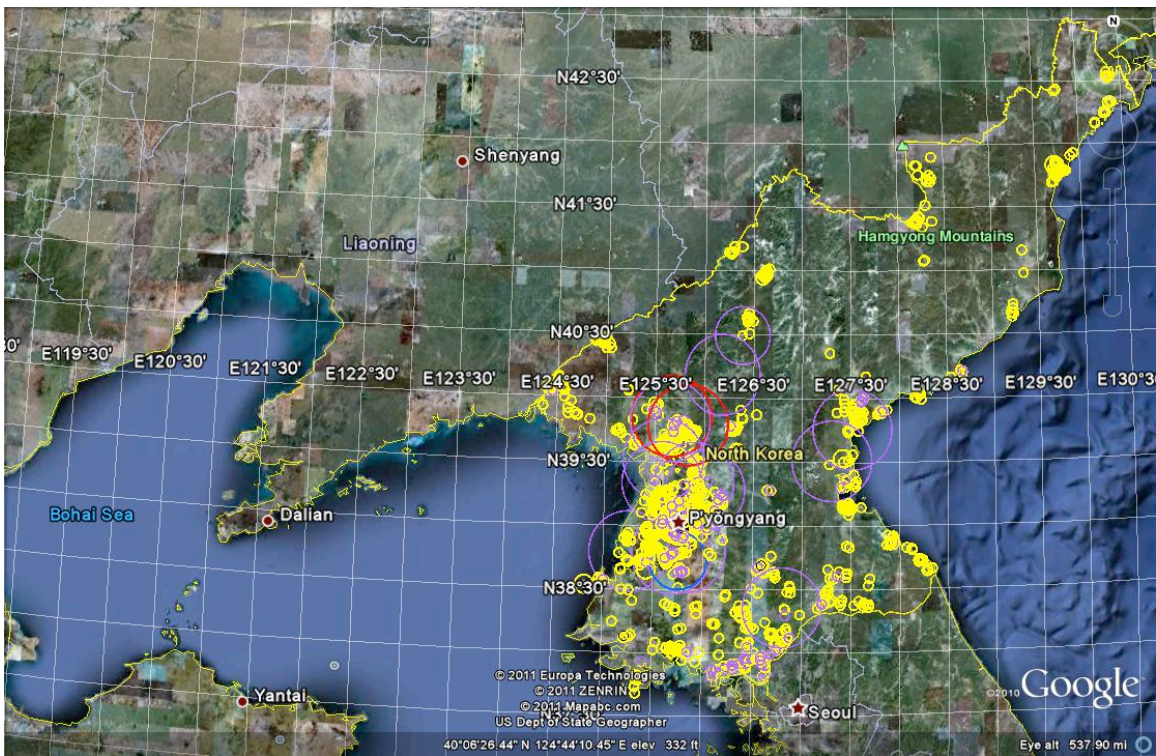 N
N42°30'
Shenyang
N41°30'
Liaoning
Hamgyong Mountains
N40°30'
30'
E119°30'
E120°30'
E121°30'
E122°30'
E123°30'
E124°30'
E125°30'
E126°30'
E127°30'
E128°30'
E129°30'
E130°30'
N39°30'
North Korea
Bohai Sea
Dalian
P'yŏngyang
N38°30'
© 2011 Europa Technologies
© 2011 ZENRIN
© 2011 Mapabc.com
US Dept of State Geographer
Yantai
Seoul
©2010 Google
40°06'26.44" N 124°44'10.45" E elev 332 ft
Eye alt 537.90 mi